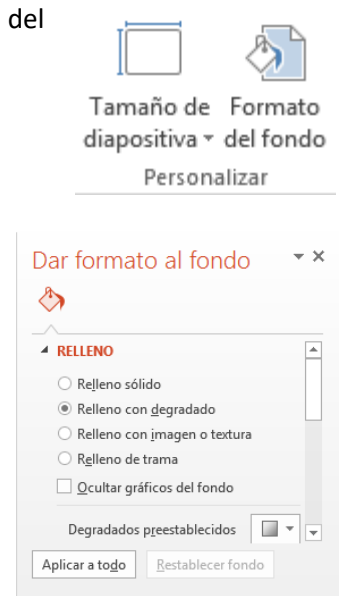 del
Tamaño de Formato
diapositiva del fondo
Personalizar
Dar formato al fondo
RELLENO
Relleno sólido
Relleno con degradado
Relleno con imagen o textura
Relleno de trama
Ocultar gráficos del fondo
Degradados preestablecidos
Aplicar a todo Restablecer fondo